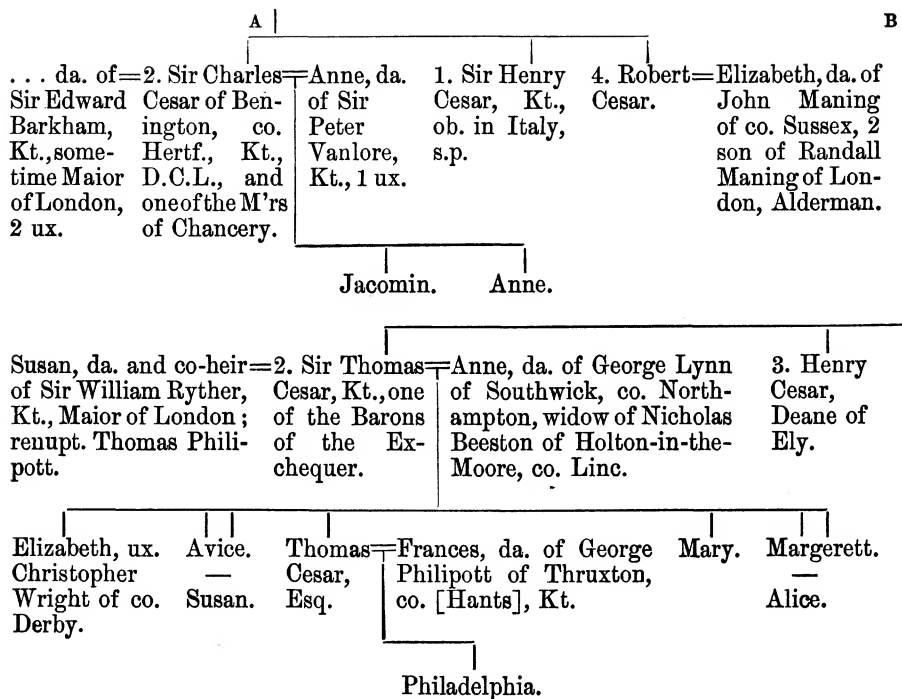 A B
. . . da. of=2. Sir Charles=Anne, da. 1. Sir Henry 4. Robert=Elizabeth, da. of
Sir Edward Cesar of Ben- of Sir Cesar, Kt., Cesar. John Maning
Barkham, ington, co. Peter ob. in Italy, of co. Sussex, 2
Kt., some- Hertf., Kt., Vanlore, s.p. son of Randall
time Maior D.C.L., and Kt., 1 ux. Maning of Lon-
of London, one of the M'rs don, Alderman.
2 ux. of Chancery.
Jacomin. Anne.
Susan, da. and co-heir=2. Sir Thomas=Anne, da. of George Lynn 3. Henry
of Sir William Ryther, Cesar, Kt., one of Southwick, co. North- Cesar,
Kt., Maior of London ; of the Barons ampton, widow of Nicholas Deane of
renupt. Thomas Phili- of the Ex- Beeston of Holton-in-the- Ely.
pott. chequer. Moore, co. Linc.
Elizabeth, ux. Avice. Thomas=Frances, da. of George Mary. Margerett.
Christopher — Cesar, Philipott of Thruxton, —
Wright of co. Susan. Esq. co. [Hants], Kt. Alice.
Derby.
Philadelphia.